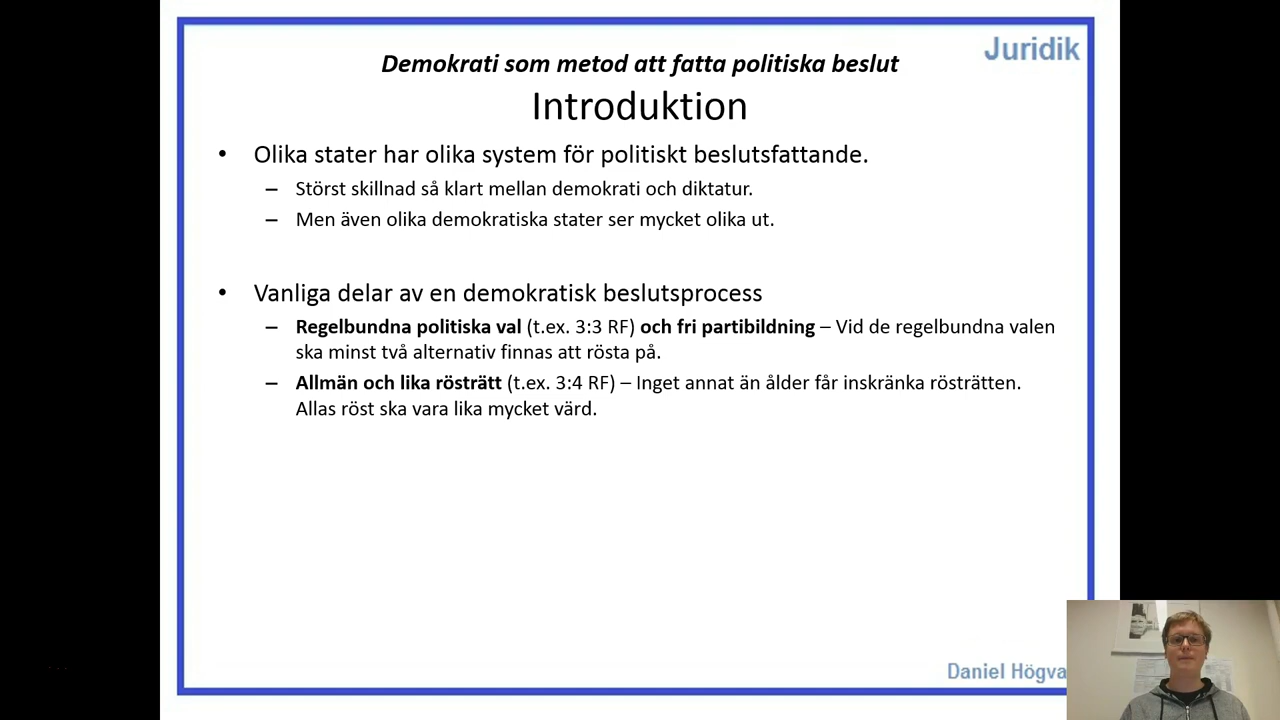 Juridik
Demokrati som metod att fatta politiska beslut
Introduktion
• Olika stater har olika system för politiskt beslutsfattande.
– Störst skillnad så klart mellan demokrati och diktatur.
– Men även olika demokratiska stater ser mycket olika ut.
• Vanliga delar av en demokratisk beslutsprocess
– Regelbundna politiska val (t.ex. 3:3 RF) och fri partibildning – Vid de regelbundna valen
ska minst två alternativ finnas att rösta på.
– Allmän och lika rösträtt (t.ex. 3:4 RF) – Inget annat än ålder får inskränka rösträtten.
Allas röst ska vara lika mycket värd.
Daniel Högva